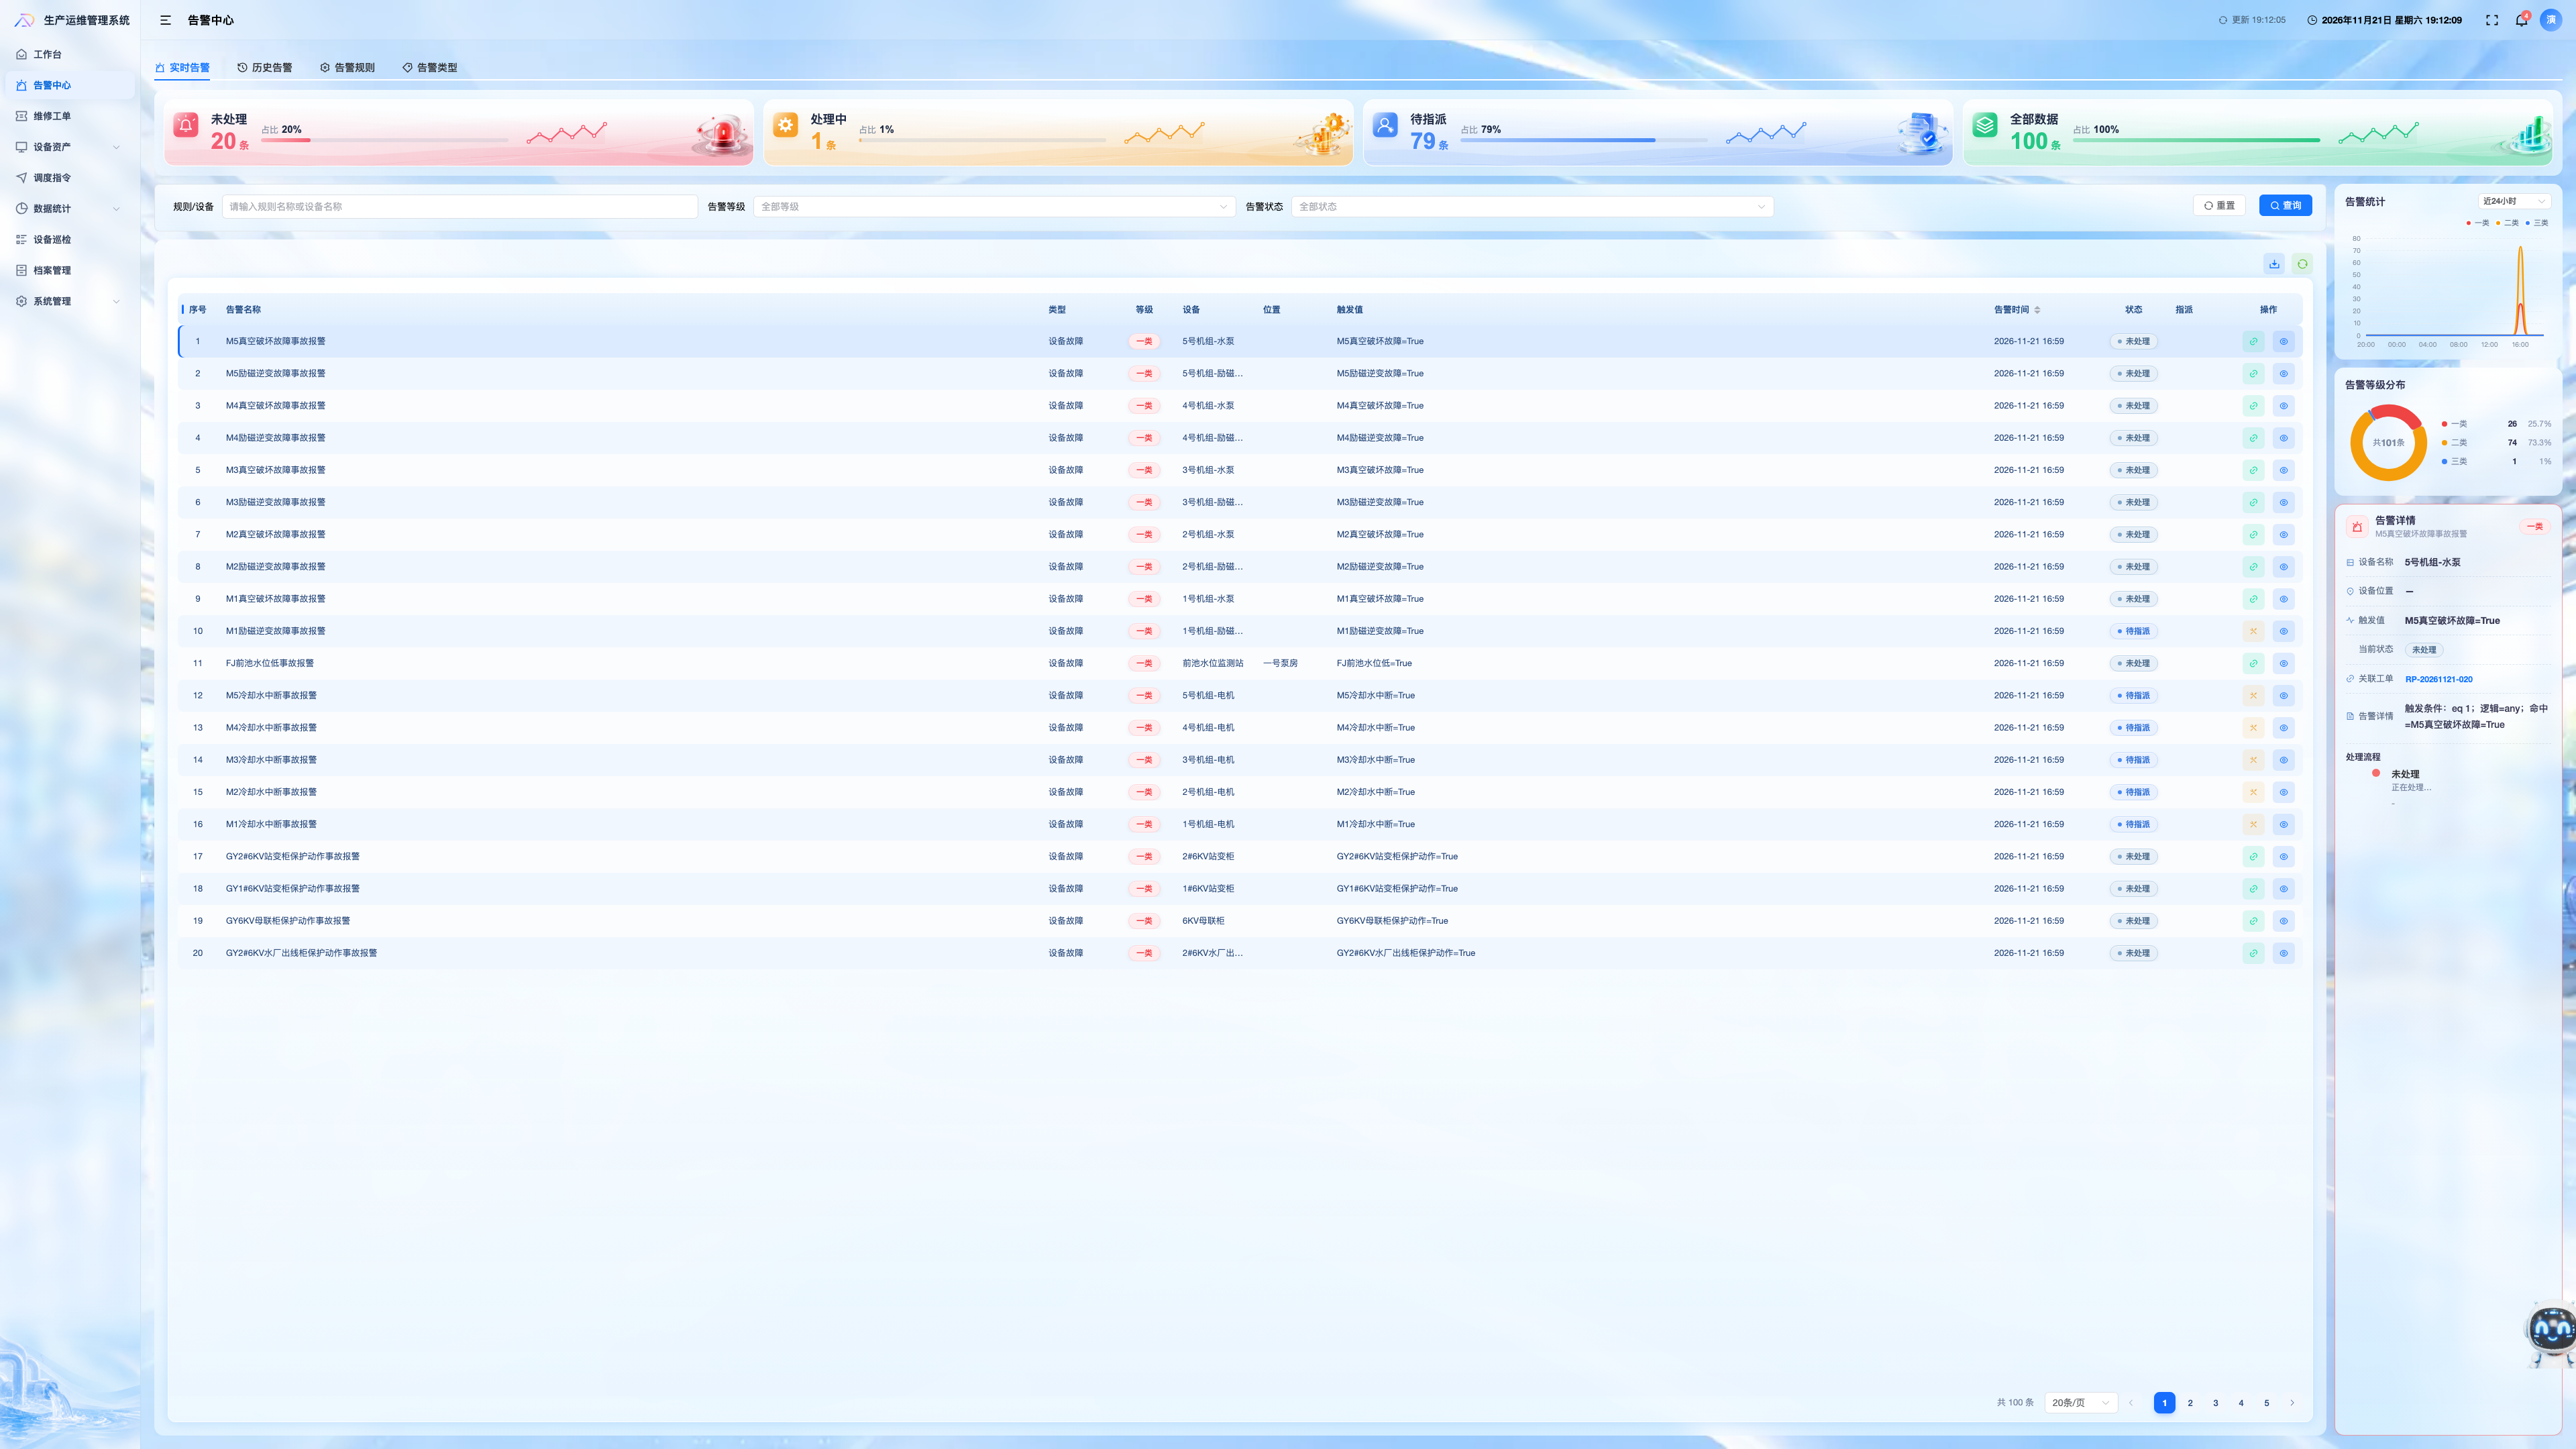 生产运维管理系统
工作台
告警中心
维修工单
设备资产
调度指令
数据统计
设备巡检
档案管理
系统管理
告警中心
更新 19:12:05
2026年11月21日 星期六 19:12:09
4
演
实时告警 历史告警 告警规则 告警类型
未处理
20 条
占比 20%
处理中
1 条
占比 1%
待指派
79 条
占比 79%
全部数据
100 条
占比 100%
规则/设备 请输入规则名称或设备名称 告警等级 全部等级 告警状态 全部状态 重置 查询
序号 告警名称 类型 等级 设备 位置 触发值 告警时间 状态 指派 操作
1 M5真空破坏故障事故报警 设备故障 一类 5号机组-水泵 M5真空破坏故障=True 2026-11-21 16:59 未处理
2 M5励磁逆变故障事故报警 设备故障 一类 5号机组-励磁... M5励磁逆变故障=True 2026-11-21 16:59 未处理
3 M4真空破坏故障事故报警 设备故障 一类 4号机组-水泵 M4真空破坏故障=True 2026-11-21 16:59 未处理
4 M4励磁逆变故障事故报警 设备故障 一类 4号机组-励磁... M4励磁逆变故障=True 2026-11-21 16:59 未处理
5 M3真空破坏故障事故报警 设备故障 一类 3号机组-水泵 M3真空破坏故障=True 2026-11-21 16:59 未处理
6 M3励磁逆变故障事故报警 设备故障 一类 3号机组-励磁... M3励磁逆变故障=True 2026-11-21 16:59 未处理
7 M2真空破坏故障事故报警 设备故障 一类 2号机组-水泵 M2真空破坏故障=True 2026-11-21 16:59 未处理
8 M2励磁逆变故障事故报警 设备故障 一类 2号机组-励磁... M2励磁逆变故障=True 2026-11-21 16:59 未处理
9 M1真空破坏故障事故报警 设备故障 一类 1号机组-水泵 M1真空破坏故障=True 2026-11-21 16:59 未处理
10 M1励磁逆变故障事故报警 设备故障 一类 1号机组-励磁... M1励磁逆变故障=True 2026-11-21 16:59 待指派
11 FJ前池水位低事故报警 设备故障 一类 前池水位监测站 一号泵房 FJ前池水位低=True 2026-11-21 16:59 未处理
12 M5冷却水中断事故报警 设备故障 一类 5号机组-电机 M5冷却水中断=True 2026-11-21 16:59 待指派
13 M4冷却水中断事故报警 设备故障 一类 4号机组-电机 M4冷却水中断=True 2026-11-21 16:59 待指派
14 M3冷却水中断事故报警 设备故障 一类 3号机组-电机 M3冷却水中断=True 2026-11-21 16:59 待指派
15 M2冷却水中断事故报警 设备故障 一类 2号机组-电机 M2冷却水中断=True 2026-11-21 16:59 待指派
16 M1冷却水中断事故报警 设备故障 一类 1号机组-电机 M1冷却水中断=True 2026-11-21 16:59 待指派
17 GY2#6KV站变柜保护动作事故报警 设备故障 一类 2#6KV站变柜 GY2#6KV站变柜保护动作=True 2026-11-21 16:59 未处理
18 GY1#6KV站变柜保护动作事故报警 设备故障 一类 1#6KV站变柜 GY1#6KV站变柜保护动作=True 2026-11-21 16:59 未处理
19 GY6KV母联柜保护动作事故报警 设备故障 一类 6KV母联柜 GY6KV母联柜保护动作=True 2026-11-21 16:59 未处理
20 GY2#6KV水厂出线柜保护动作事故报警 设备故障 一类 2#6KV水厂出... GY2#6KV水厂出线柜保护动作=True 2026-11-21 16:59 未处理
共 100 条 20条/页 1 2 3 4 5
告警统计 近24小时
一类 二类 三类
80
70
60
50
40
30
20
10
0
20:00 00:00 04:00 08:00 12:00 16:00
告警等级分布
共101条
一类 26 25.7%
二类 74 73.3%
三类 1 1%
告警详情
M5真空破坏故障事故报警
一类
设备名称 5号机组-水泵
设备位置 —
触发值 M5真空破坏故障=True
当前状态 未处理
关联工单 RP-20261121-020
告警详情 触发条件：eq 1；逻辑=any；命中
=M5真空破坏故障=True
处理流程
未处理
正在处理...
-